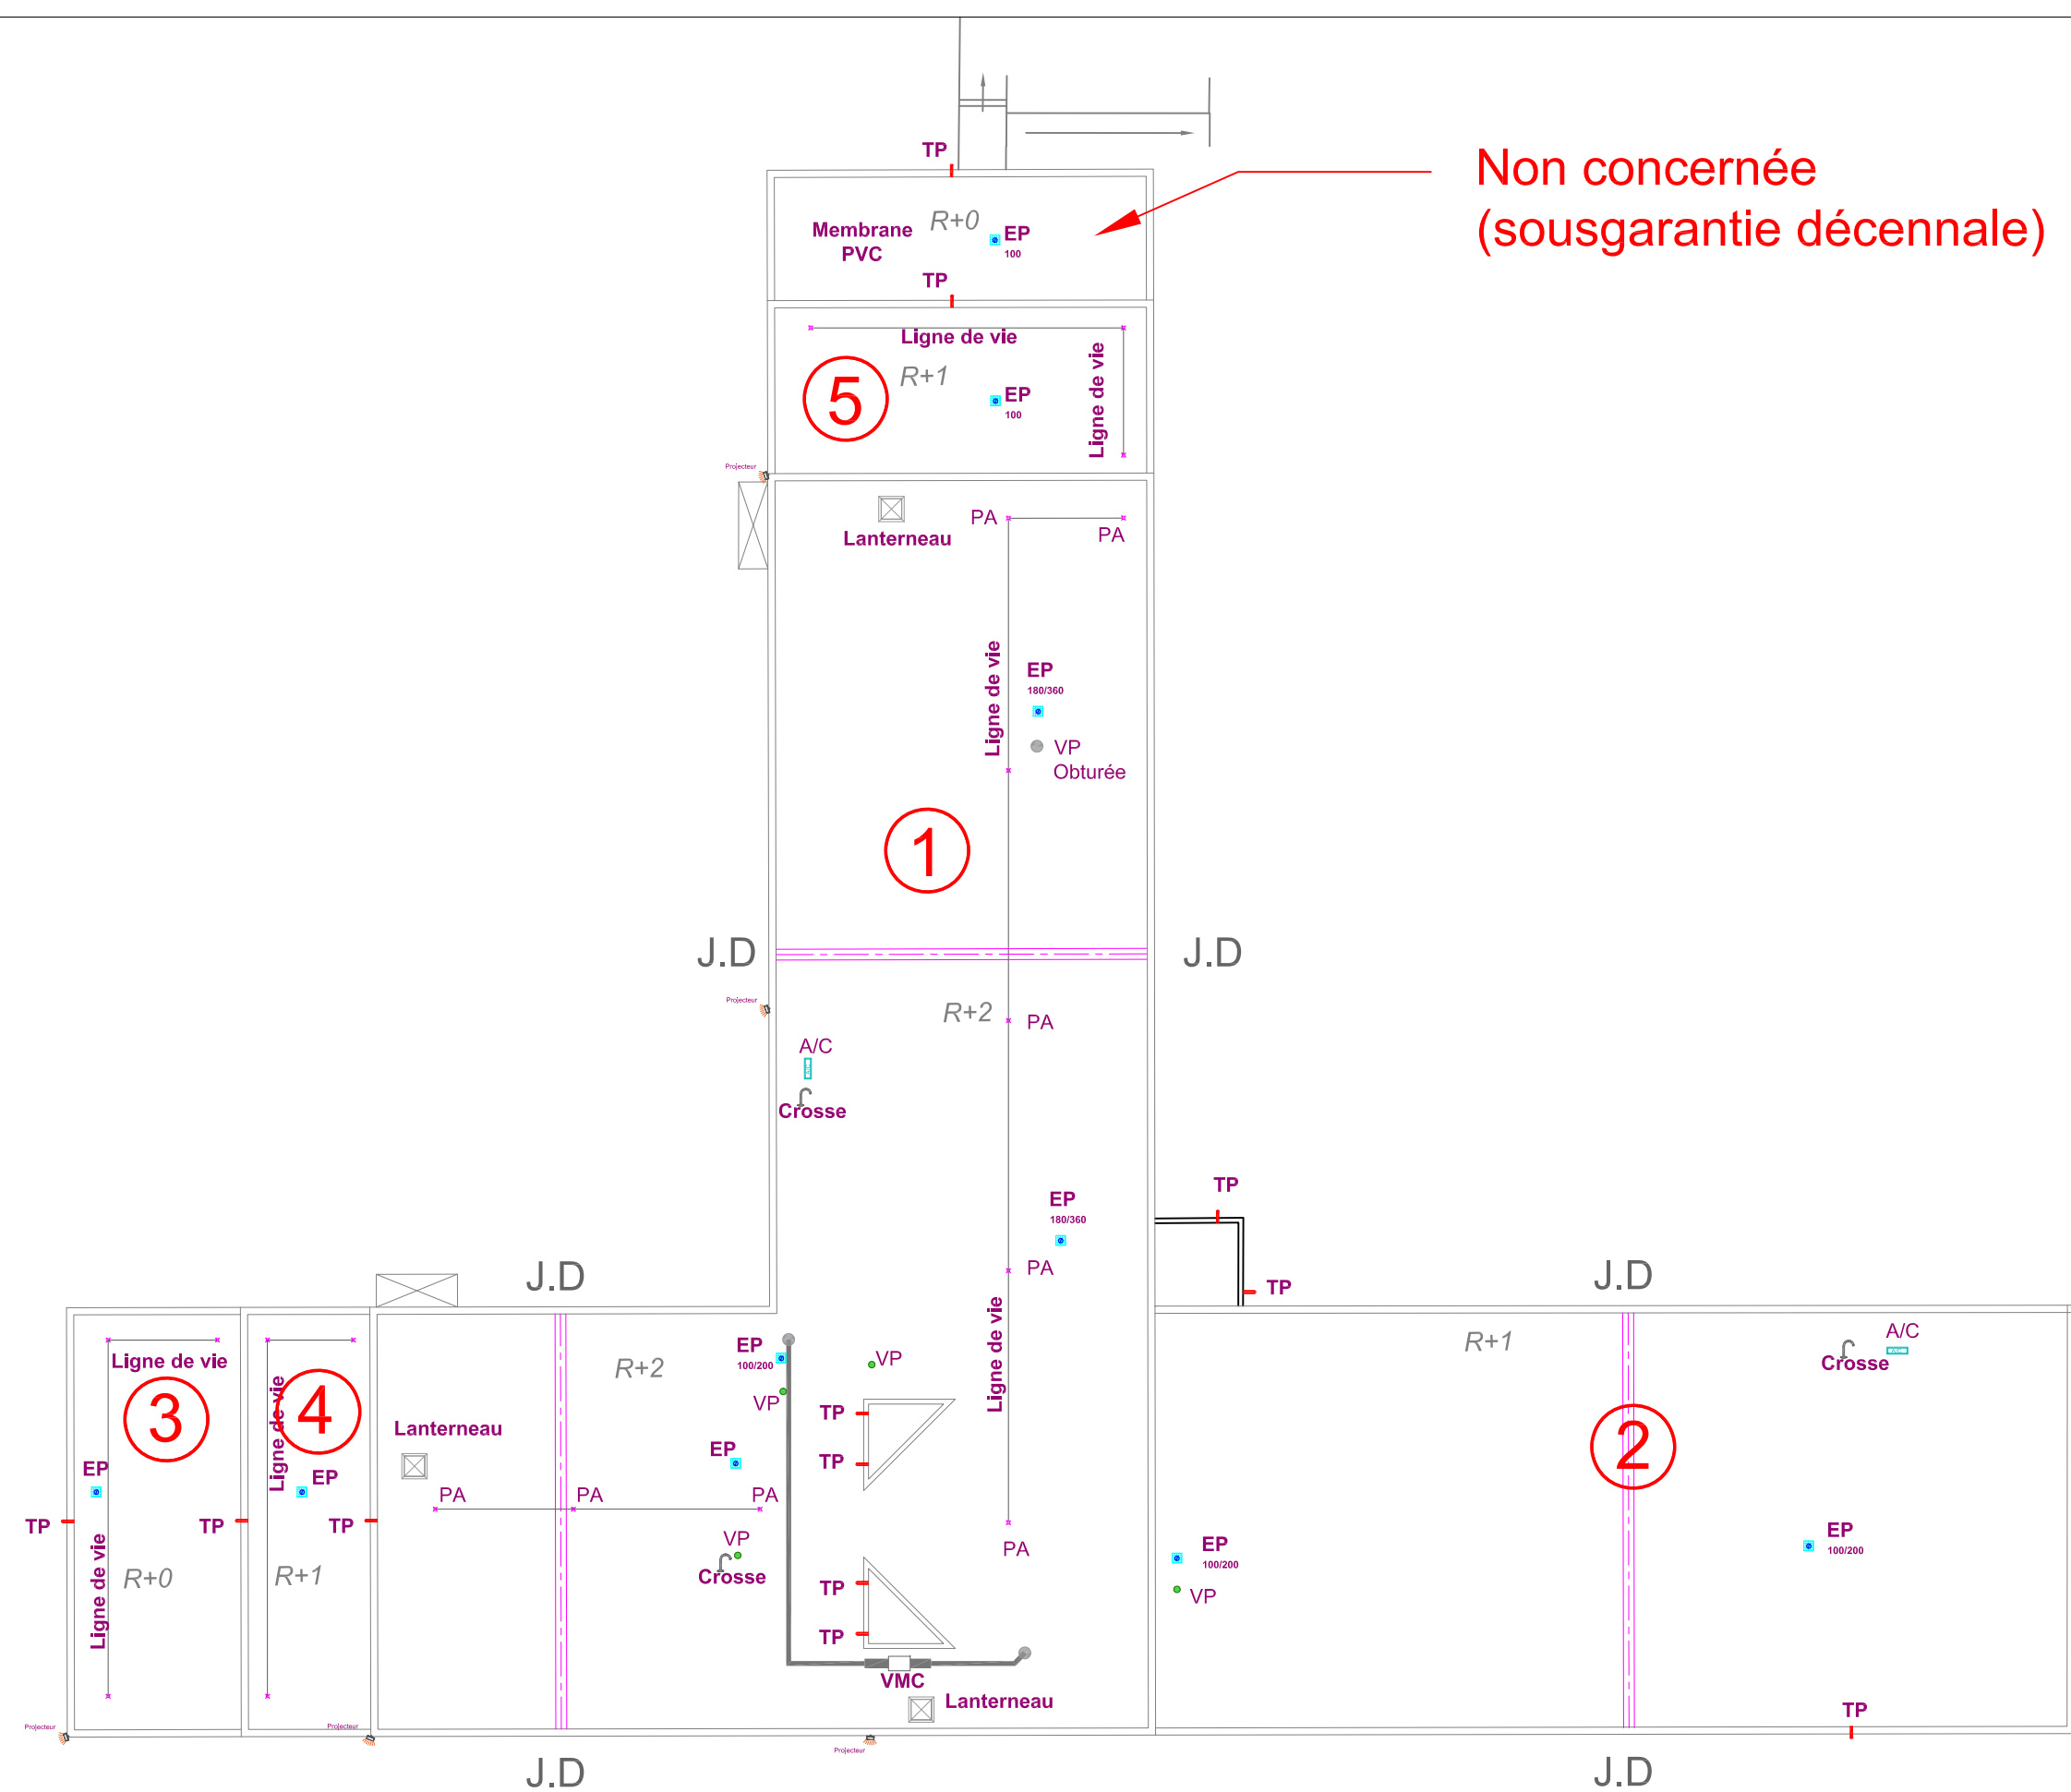 Non concernée
(sousgarantie décennale)
TP
R+0
Membrane
PVC
EP
100
TP
Ligne de vie
R+1
5
EP
100
Ligne de vie
Projecteur
Lanterneau
PA
PA
Ligne de vie
EP
180/360
VP
Obturée
1
J.D
J.D
Projecteur
R+2
PA
A/C
Crosse
TP
EP
180/360
PA
TP
J.D
J.D
Ligne de vie
Ligne de vie
3
EP
TP
Ligne de vie
R+0
TP
Ligne de vie
4
EP
TP
R+1
R+2
EP
100/200
VP
VP
Lanterneau
EP
PA
PA
PA
VP
Crosse
TP
TP
TP
TP
PA
VMC
Lanterneau
R+1
A/C
Crosse
2
EP
100/200
VP
EP
100/200
TP
Projecteur
Projecteur
Projecteur
J.D
J.D